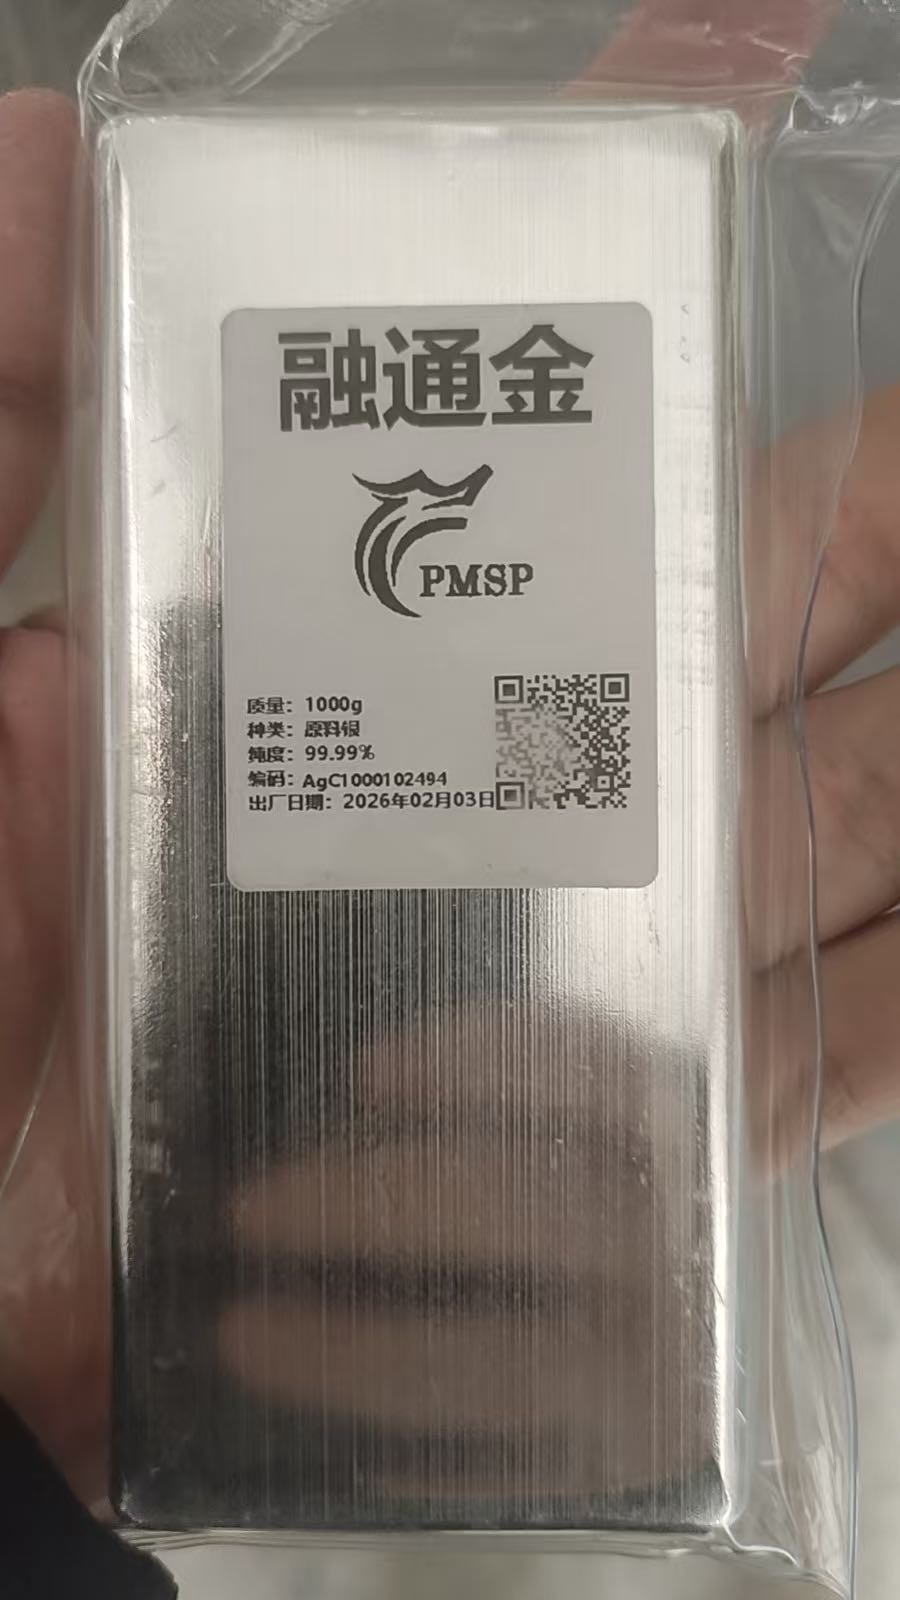 融通金
PMSP
质量：1000g
种类：原料银
纯度：99.99%
编码：AgC1000102494
出厂日期：2026年02月03日